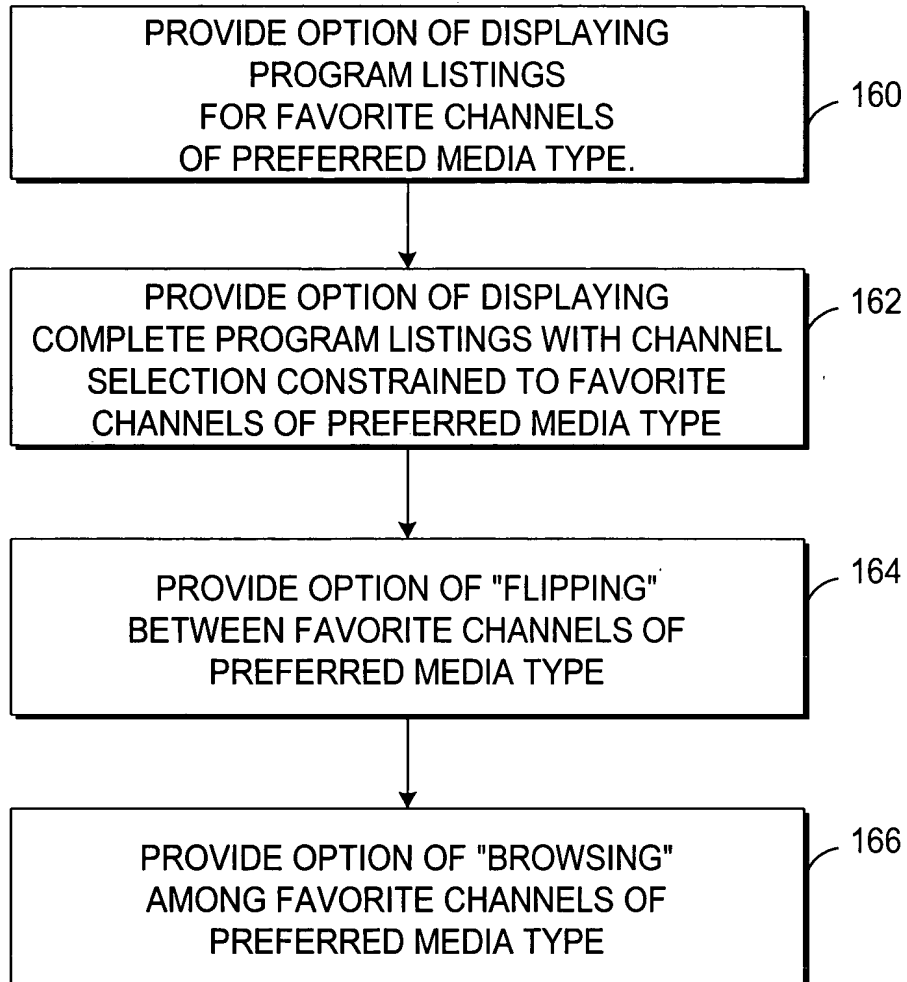 PROVIDE OPTION OF DISPLAYING
PROGRAM LISTINGS
FOR FAVORITE CHANNELS
OF PREFERRED MEDIA TYPE.
160
PROVIDE OPTION OF DISPLAYING
COMPLETE PROGRAM LISTINGS WITH CHANNEL
SELECTION CONSTRAINED TO FAVORITE
CHANNELS OF PREFERRED MEDIA TYPE
162
PROVIDE OPTION OF "FLIPPING"
BETWEEN FAVORITE CHANNELS OF
PREFERRED MEDIA TYPE
164
PROVIDE OPTION OF "BROWSING"
AMONG FAVORITE CHANNELS OF
PREFERRED MEDIA TYPE
166